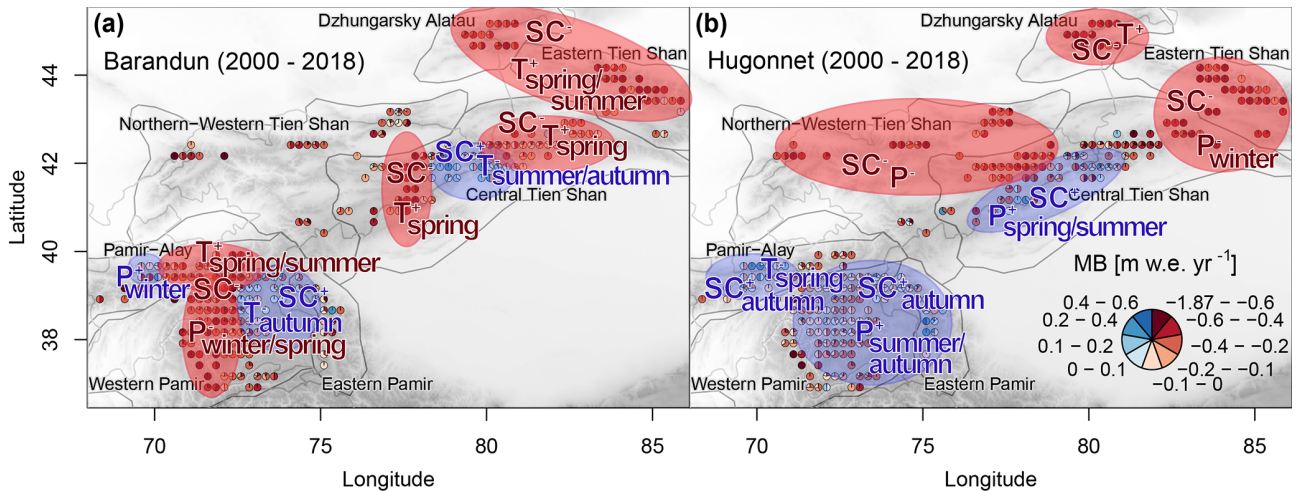 (a)
Barandun (2000 - 2018)
Dzhungarsky Alatau
SC-
Eastern Tien Shan
T+ spring/
summer
Northern-Western Tien Shan
SC-
T+ spring
SC+
T- summer/autumn
SC-
T+ spring
Central Tien Shan
Pamir-Alay
T+ spring/summer
P+ winter
SC-
SC+
T- autumn
P- winter/spring
Western Pamir
Eastern Pamir
44
42
40
38
Latitude
70
75
80
85
Longitude
(b)
Hugonnet (2000 - 2018)
Dzhungarsky Alatau
SC- T+
Eastern Tien Shan
SC-
P- winter
Northern-Western Tien Shan
SC-
P-
SC+
Central Tien Shan
P+ spring/summer
Pamir-Alay
T- spring
SC+ autumn
SC+ autumn
P+ summer/
autumn
Western Pamir
Eastern Pamir
MB [m w.e. yr -1]
0.4 - 0.6
-1.87 - -0.6
0.2 - 0.4
-0.6 - -0.4
0.1 - 0.2
-0.4 - -0.2
0 - 0.1
-0.2 - -0.1
-0.1 - 0
70
75
80
85
Longitude